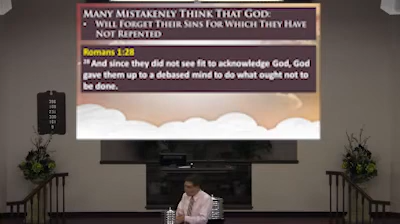 MANY MISTAKENLY THINK THAT GOD:
• WILL FORGET THEIR SINS FOR WHICH THEY HAVE
NOT REPENTED
Romans 1:28
28 And since they did not see fit to acknowledge God, God
gave them up to a debased mind to do what ought not to
be done.